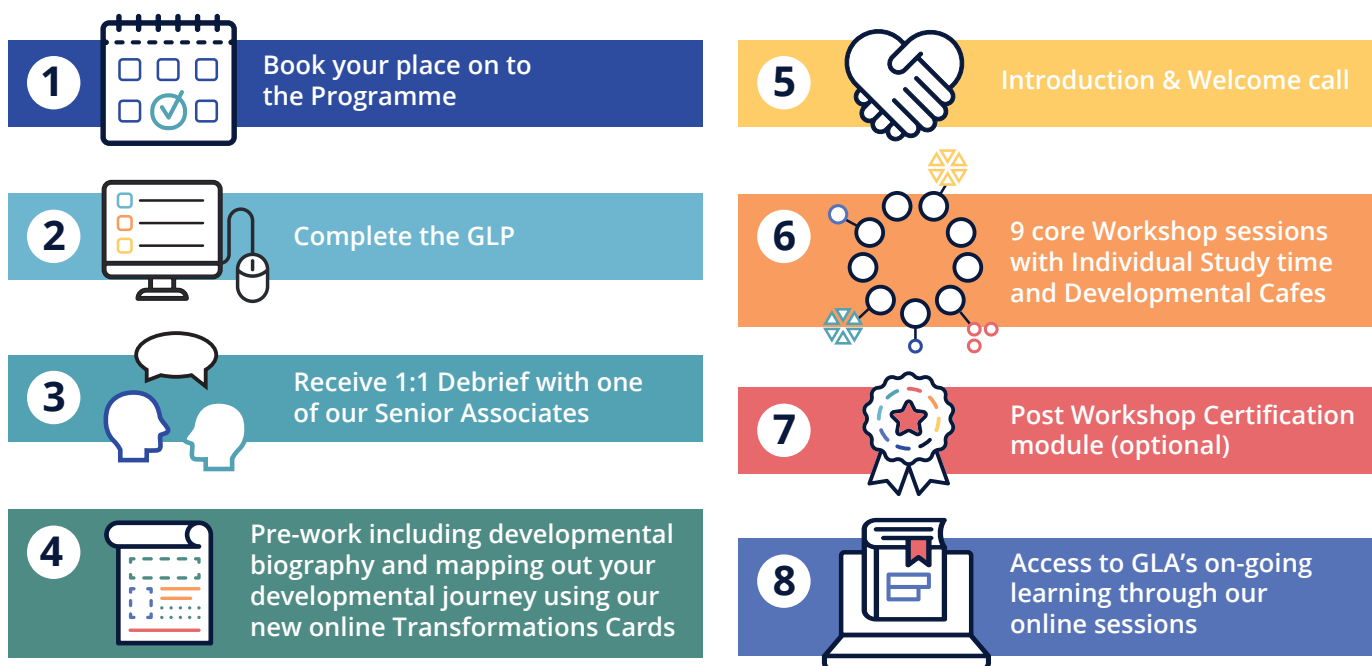 1
Book your place on to
the Programme
2
Complete the GLP
3
Receive 1:1 Debrief with one
of our Senior Associates
4
Pre-work including developmental
biography and mapping out your
developmental journey using our
new online Transformations Cards
5
Introduction & Welcome call
6
9 core Workshop sessions
with Individual Study time
and Developmental Cafes
7
Post Workshop Certification
module (optional)
8
Access to GLA’s on-going
learning through our
online sessions